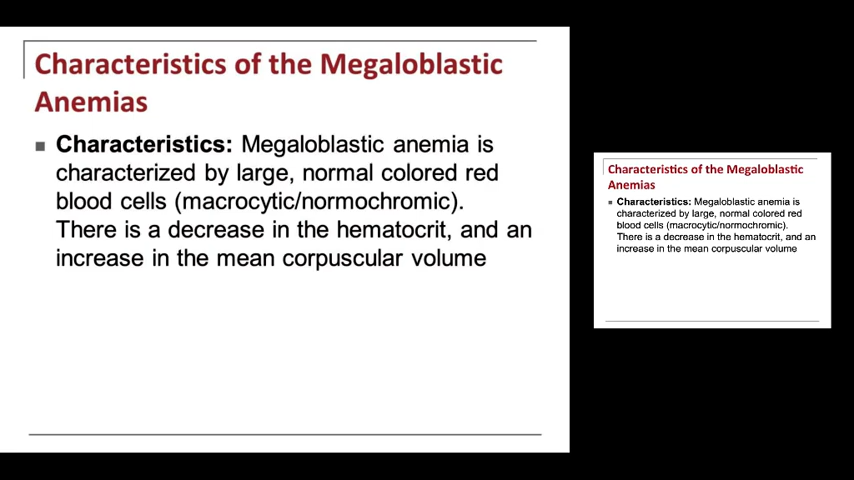 Characteristics of the Megaloblastic
Anemias
Characteristics: Megaloblastic anemia is
characterized by large, normal colored red
blood cells (macrocytic/normochromic).
There is a decrease in the hematocrit, and an
increase in the mean corpuscular volume
Characteristics of the Megaloblastic
Anemias
Characteristics: Megaloblastic anemia is
characterized by large, normal colored red
blood cells (macrocytic/normochromic).
There is a decrease in the hematocrit, and an
increase in the mean corpuscular volume